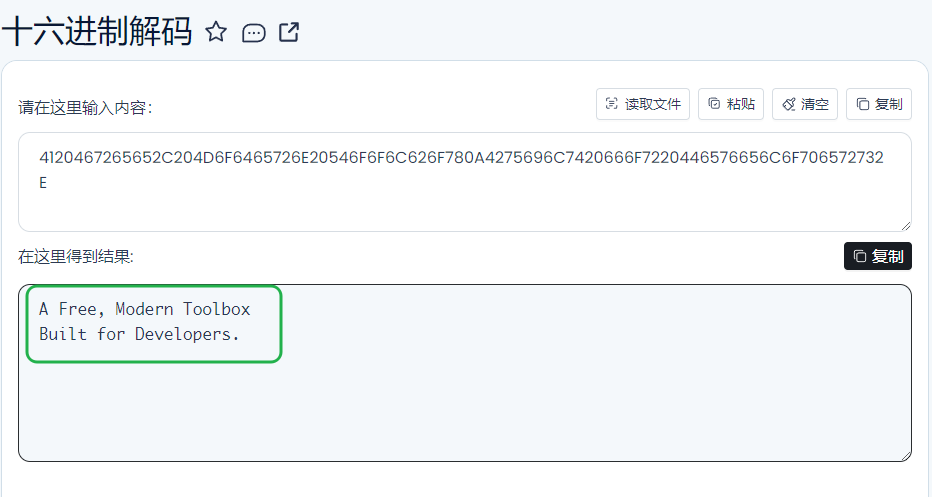 十六进制解码
请在这里输入内容：
读取文件
粘贴
清空
复制
4120467265652C204D6F6465726E20546F6F6C626F780A4275696C7420666F7220446576656C6F706572732
E
在这里得到结果:
复制
A Free, Modern Toolbox
Built for Developers.